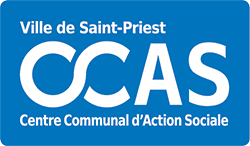 Ville de Saint-Priest
CCAS
Centre Communal d'Action Sociale